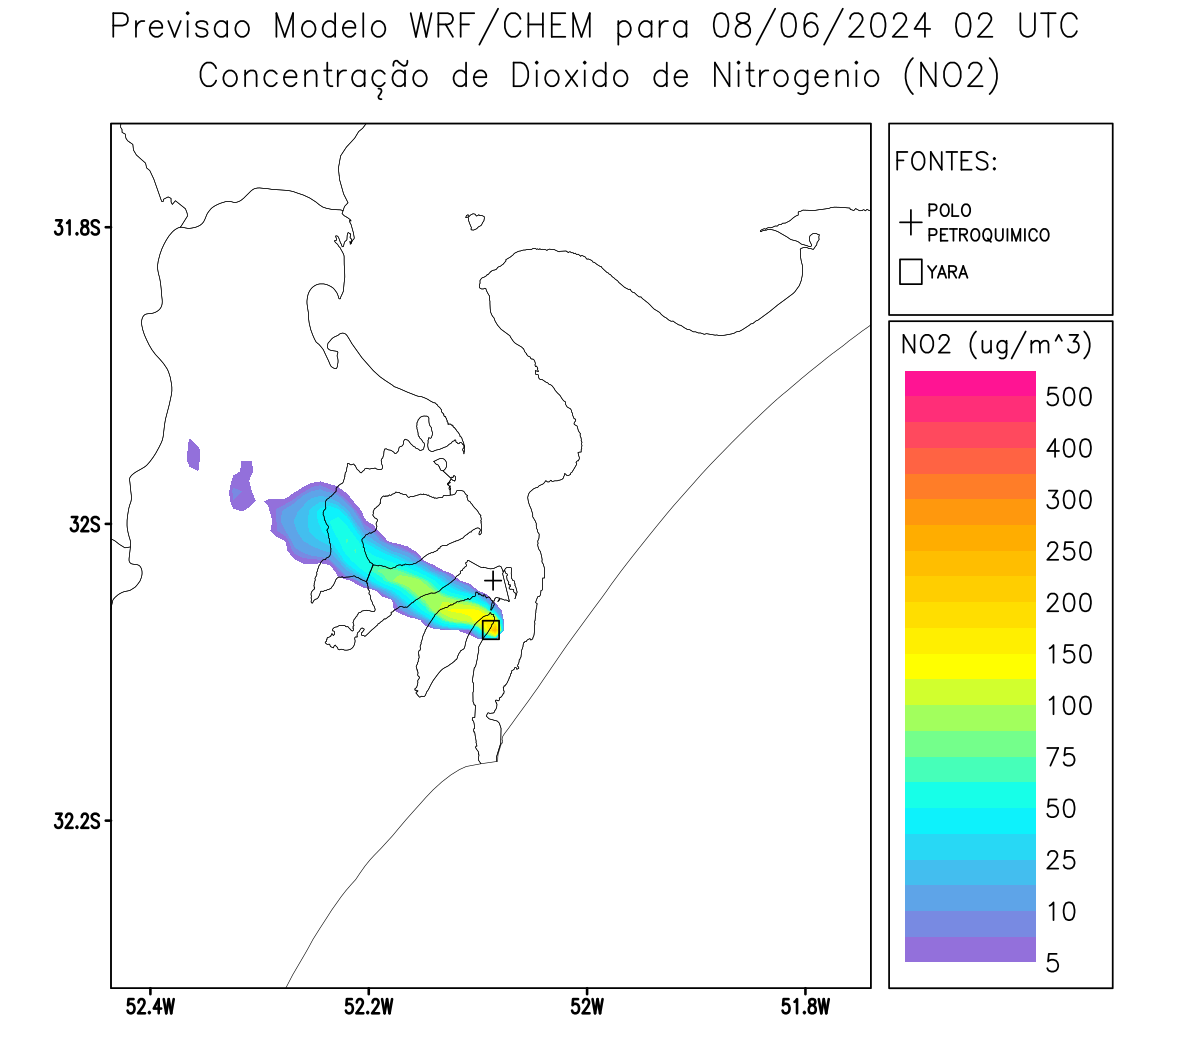 Previsao Modelo WRF/CHEM para 08/06/2024 02 UTC
Concentração de Dioxido de Nitrogenio (NO2)
FONTES:
POLO
PETROQUIMICO
YARA
NO2 (ug/m^3)
500
400
300
250
200
150
100
75
50
25
10
5
31.8S
32S
32.2S
52.4W
52.2W
52W
51.8W